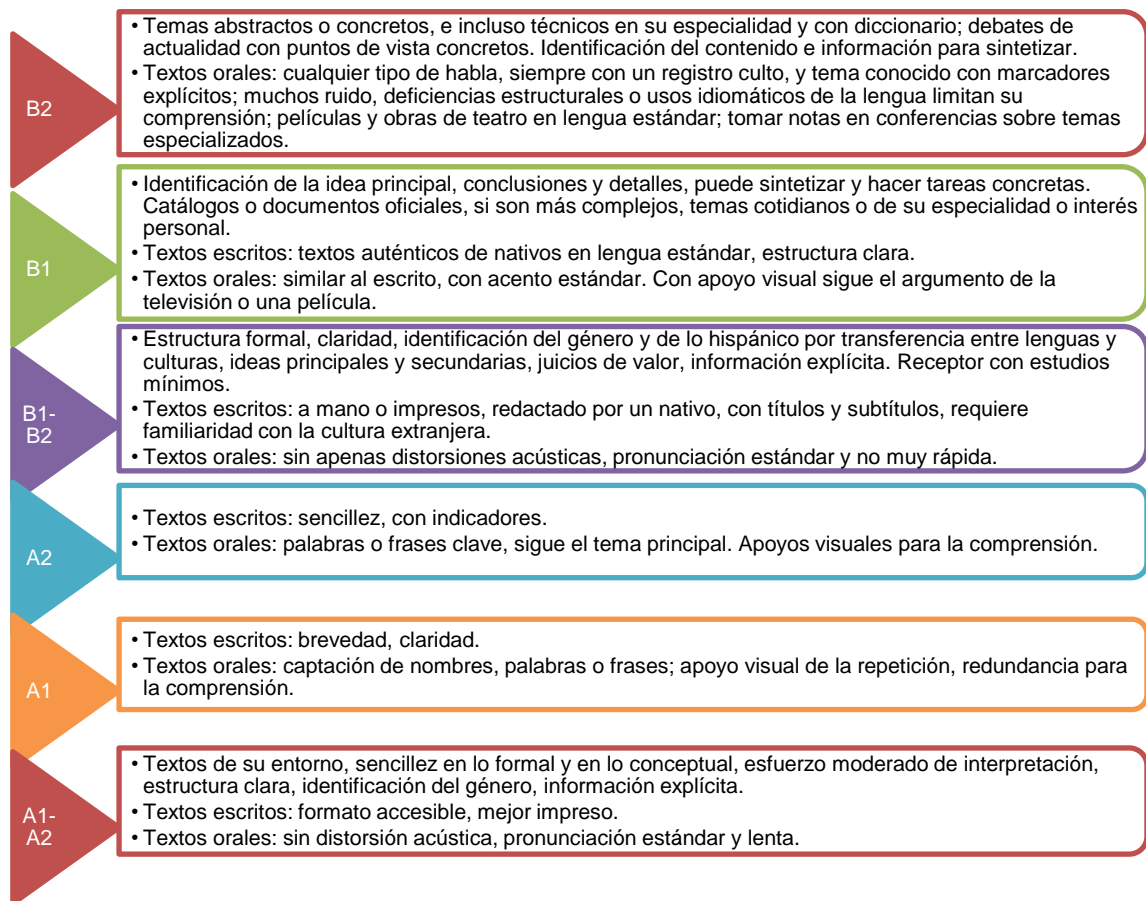 B2
• Temas abstractos o concretos, e incluso técnicos en su especialidad y con diccionario; debates de
actualidad con puntos de vista concretos. Identificación del contenido e información para sintetizar.
• Textos orales: cualquier tipo de habla, siempre con un registro culto, y tema conocido con marcadores
explícitos; muchos ruido, deficiencias estructurales o usos idiomáticos de la lengua limitan su
comprensión; películas y obras de teatro en lengua estándar; tomar notas en conferencias sobre temas
especializados.
B1
• Identificación de la idea principal, conclusiones y detalles, puede sintetizar y hacer tareas concretas.
Catálogos o documentos oficiales, si son más complejos, temas cotidianos o de su especialidad o interés
personal.
• Textos escritos: textos auténticos de nativos en lengua estándar, estructura clara.
• Textos orales: similar al escrito, con acento estándar. Con apoyo visual sigue el argumento de la
televisión o una película.
B1-
B2
• Estructura formal, claridad, identificación del género y de lo hispánico por transferencia entre lenguas y
culturas, ideas principales y secundarias, juicios de valor, información explícita. Receptor con estudios
mínimos.
• Textos escritos: a mano o impresos, redactado por un nativo, con títulos y subtítulos, requiere
familiaridad con la cultura extranjera.
• Textos orales: sin apenas distorsiones acústicas, pronunciación estándar y no muy rápida.
A2
• Textos escritos: sencillez, con indicadores.
• Textos orales: palabras o frases clave, sigue el tema principal. Apoyos visuales para la comprensión.
A1
• Textos escritos: brevedad, claridad.
• Textos orales: captación de nombres, palabras o frases; apoyo visual de la repetición, redundancia para
la comprensión.
A1-
A2
• Textos de su entorno, sencillez en lo formal y en lo conceptual, esfuerzo moderado de interpretación,
estructura clara, identificación del género, información explícita.
• Textos escritos: formato accesible, mejor impreso.
• Textos orales: sin distorsión acústica, pronunciación estándar y lenta.